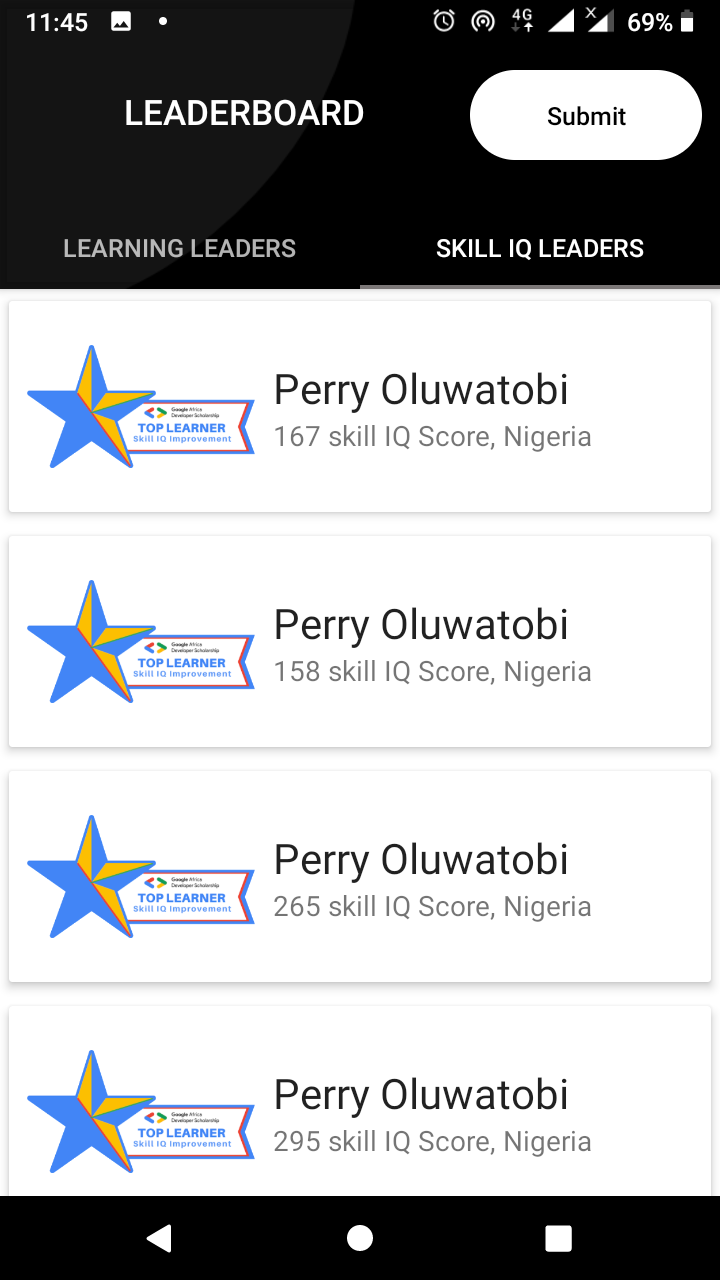 11:45
4G
X
69%
LEADERBOARD
Submit
LEARNING LEADERS
SKILL IQ LEADERS
Google Africa
Developer Scholarship
TOP LEARNER
Skill IQ Improvement
Perry Oluwatobi
167 skill IQ Score, Nigeria
Google Africa
Developer Scholarship
TOP LEARNER
Skill IQ Improvement
Perry Oluwatobi
158 skill IQ Score, Nigeria
Google Africa
Developer Scholarship
TOP LEARNER
Skill IQ Improvement
Perry Oluwatobi
265 skill IQ Score, Nigeria
Google Africa
Developer Scholarship
TOP LEARNER
Skill IQ Improvement
Perry Oluwatobi
295 skill IQ Score, Nigeria